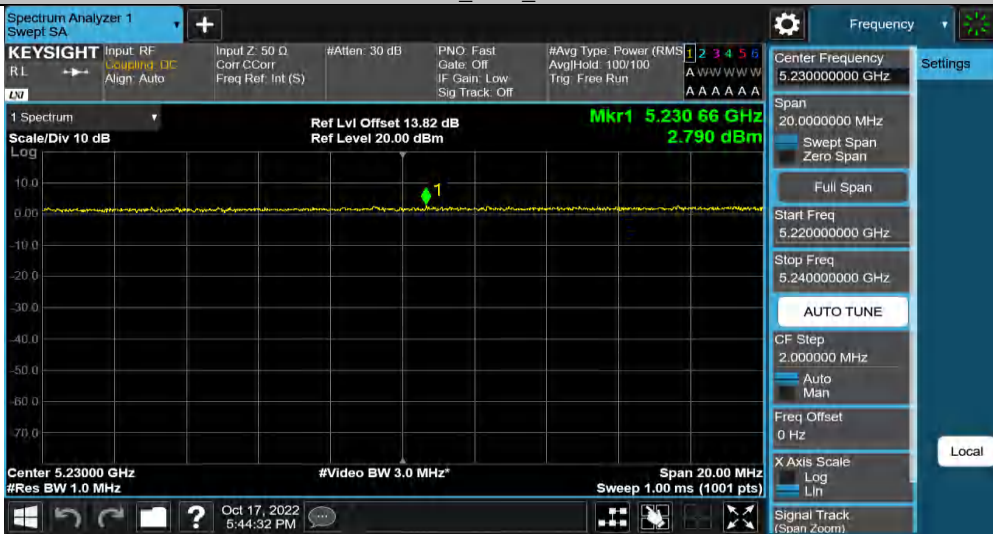 Spectrum Analyzer 1
Swept SA
Frequency
KEYSIGHT
RL
LXI
Input: RF
Coupling: DC
Align: Auto
Input Z: 50 Ω
Corr CCorr
Freq Ref: Int (S)
#Atten: 30 dB
PNO: Fast
Gate: Off
IF Gain: Low
Sig Track: Off
#Avg Type: Power (RMS
Avg|Hold: 100/100
Trig: Free Run
1 2 3 4 5 6
A W W W W W
A A A A A A
1 Spectrum
Scale/Div 10 dB
Log
Ref Lvl Offset 13.82 dB
Ref Level 20.00 dBm
Mkr1 5.230 66 GHz
2.790 dBm
1
10.0
0.00
-10.0
-20.0
-30.0
-40.0
-50.0
-60.0
-70.0
Center 5.23000 GHz
#Res BW 1.0 MHz
#Video BW 3.0 MHz*
Span 20.00 MHz
Sweep 1.00 ms (1001 pts)
?
Oct 17, 2022
5:44:32 PM
Center Frequency
5.230000000 GHz
Span
20.0000000 MHz
Swept Span
Zero Span
Full Span
Start Freq
5.220000000 GHz
Stop Freq
5.240000000 GHz
AUTO TUNE
CF Step
2.000000 MHz
Auto
Man
Freq Offset
0 Hz
X Axis Scale
Log
Lin
Signal Track
(Span Zoom)
Settings
Local